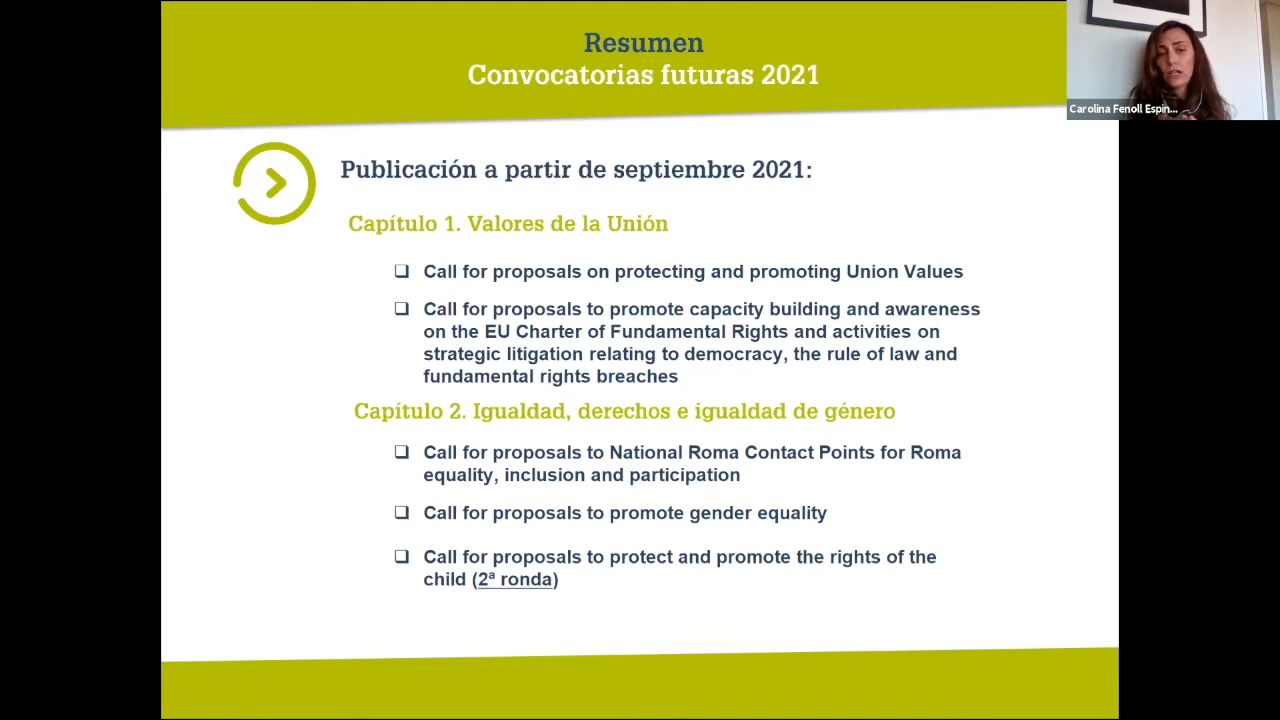 Resumen
Convocatorias futuras 2021
Carolina Fenoll Espin...
Publicación a partir de septiembre 2021:
Capítulo 1. Valores de la Unión
❑ Call for proposals on protecting and promoting Union Values
❑ Call for proposals to promote capacity building and awareness
on the EU Charter of Fundamental Rights and activities on
strategic litigation relating to democracy, the rule of law and
fundamental rights breaches
Capítulo 2. Igualdad, derechos e igualdad de género
❑ Call for proposals to National Roma Contact Points for Roma
equality, inclusion and participation
❑ Call for proposals to promote gender equality
❑ Call for proposals to protect and promote the rights of the
child (2ª ronda)